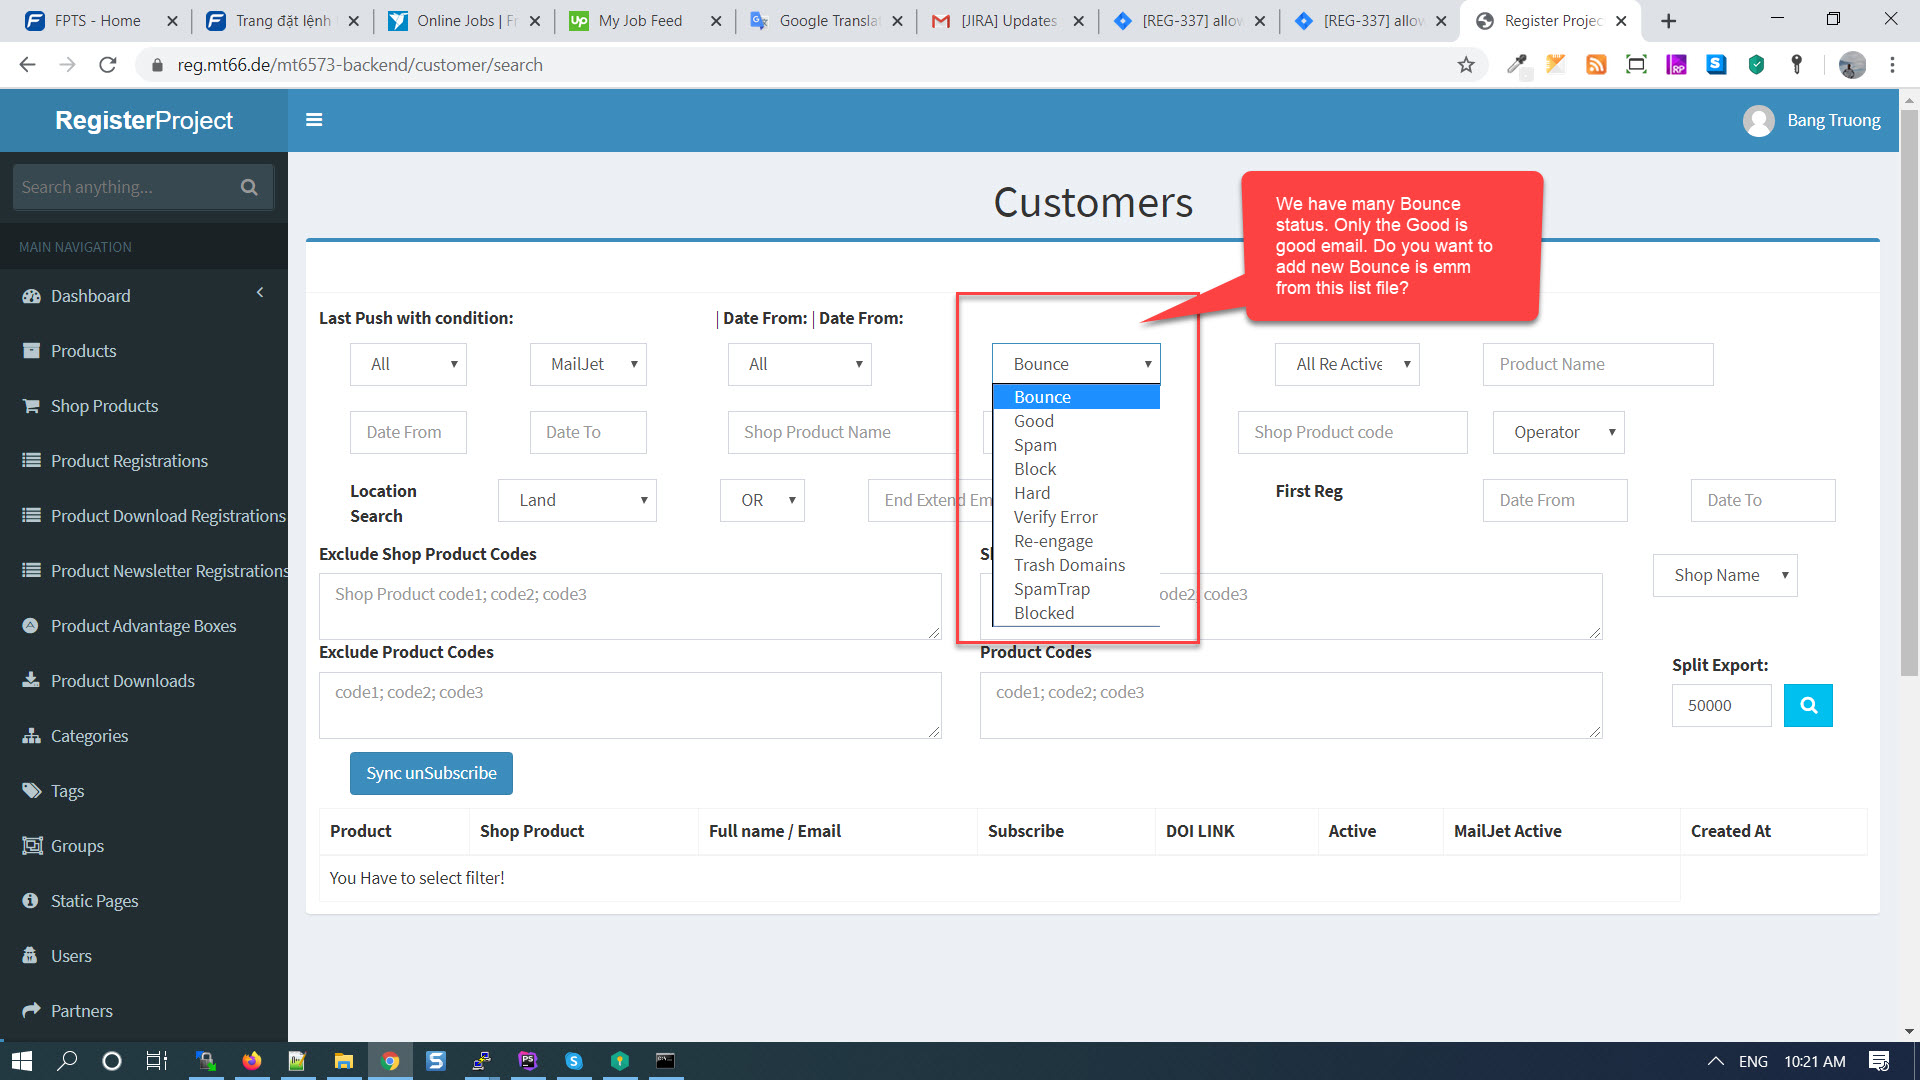 FPTS - Home
Trang đặt lệnh
Online Jobs | Fr
My Job Feed
Google Translat
[JIRA] Updates
[REG-337] allow
[REG-337] allow
Register Projec
reg.mt66.de/mt6573-backend/customer/search
RegisterProject
Bang Truong
Search anything...
MAIN NAVIGATION
Dashboard
Products
Shop Products
Product Registrations
Product Download Registrations
Product Newsletter Registrations
Product Advantage Boxes
Product Downloads
Categories
Tags
Groups
Static Pages
Users
Partners
Customers
We have many Bounce
status. Only the Good is
good email. Do you want to
add new Bounce is emm
from this list file?
Last Push with condition:
| Date From: | Date From:
All
MailJet
All
Bounce
All Re Active
Product Name
Bounce
Good
Spam
Block
Hard
Verify Error
Re-engage
Trash Domains
SpamTrap
Blocked
Date From
Date To
Shop Product Name
Shop Product code
Operator
Location
Search
Land
OR
End Extend Em
First Reg
Date From
Date To
Exclude Shop Product Codes
Shop Product code1; code2; code3
ode2; code3
Shop Name
Exclude Product Codes
Product Codes
code1; code2; code3
code1; code2; code3
Split Export:
50000
Sync unSubscribe
Product
Shop Product
Full name / Email
Subscribe
DOI LINK
Active
MailJet Active
Created At
You Have to select filter!
ENG
10:21 AM